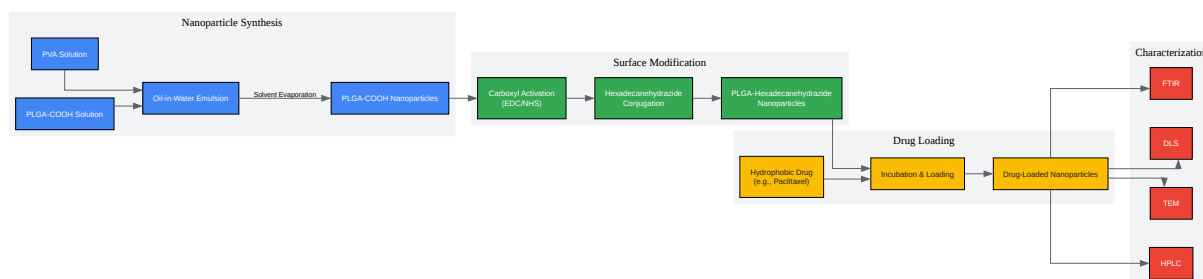 Nanoparticle Synthesis
PVA Solution
PLGA-COOH Solution
Oil-in-Water Emulsion
Solvent Evaporation
PLGA-COOH Nanoparticles
Surface Modification
Carboxyl Activation
(EDC/NHS)
Hexadecanehydrazide
Conjugation
PLGA-Hexadecanehydrazide
Nanoparticles
Drug Loading
Hydrophobic Drug
(e.g., Paclitaxel)
Incubation & Loading
Drug-Loaded Nanoparticles
Characterization
FTIR
DLS
TEM
HPLC